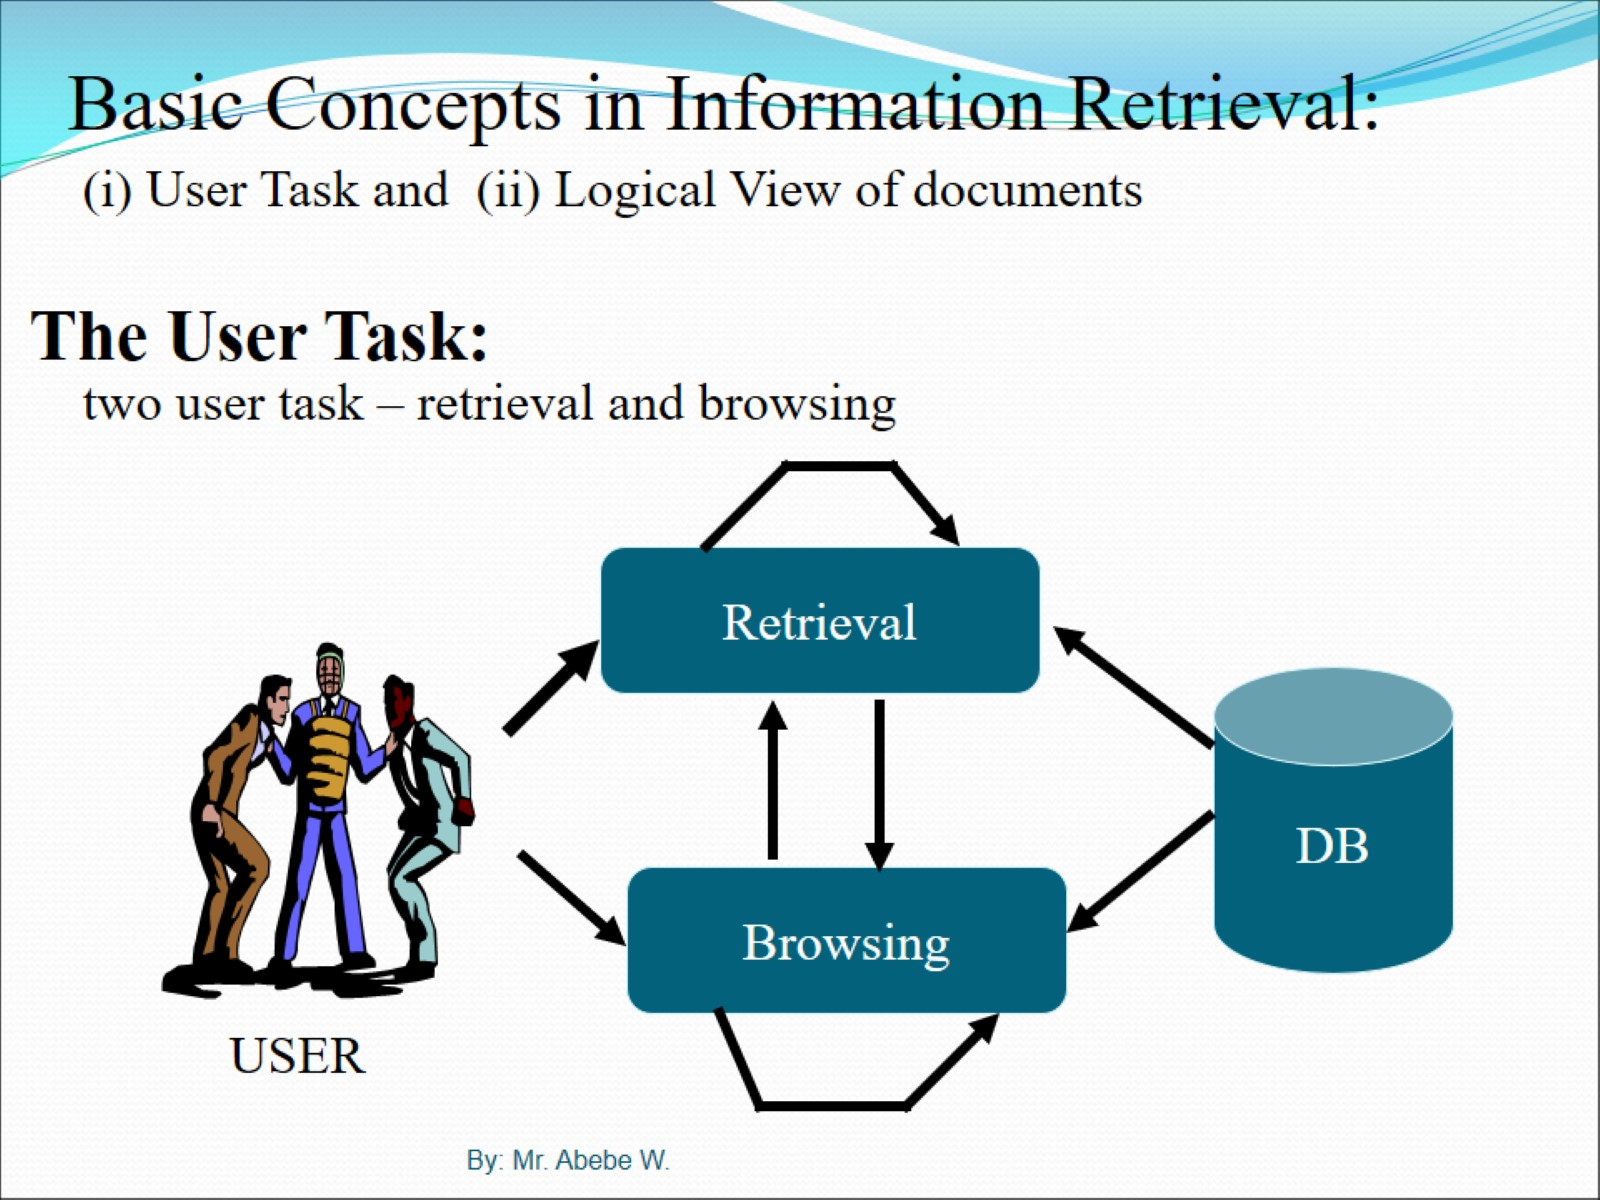 Basic Concepts in Information Retrieval:
(i) User Task and (ii) Logical View of documents
The User Task:
two user task – retrieval and browsing
Retrieval
DB
Browsing
USER
By: Mr. Abebe W.